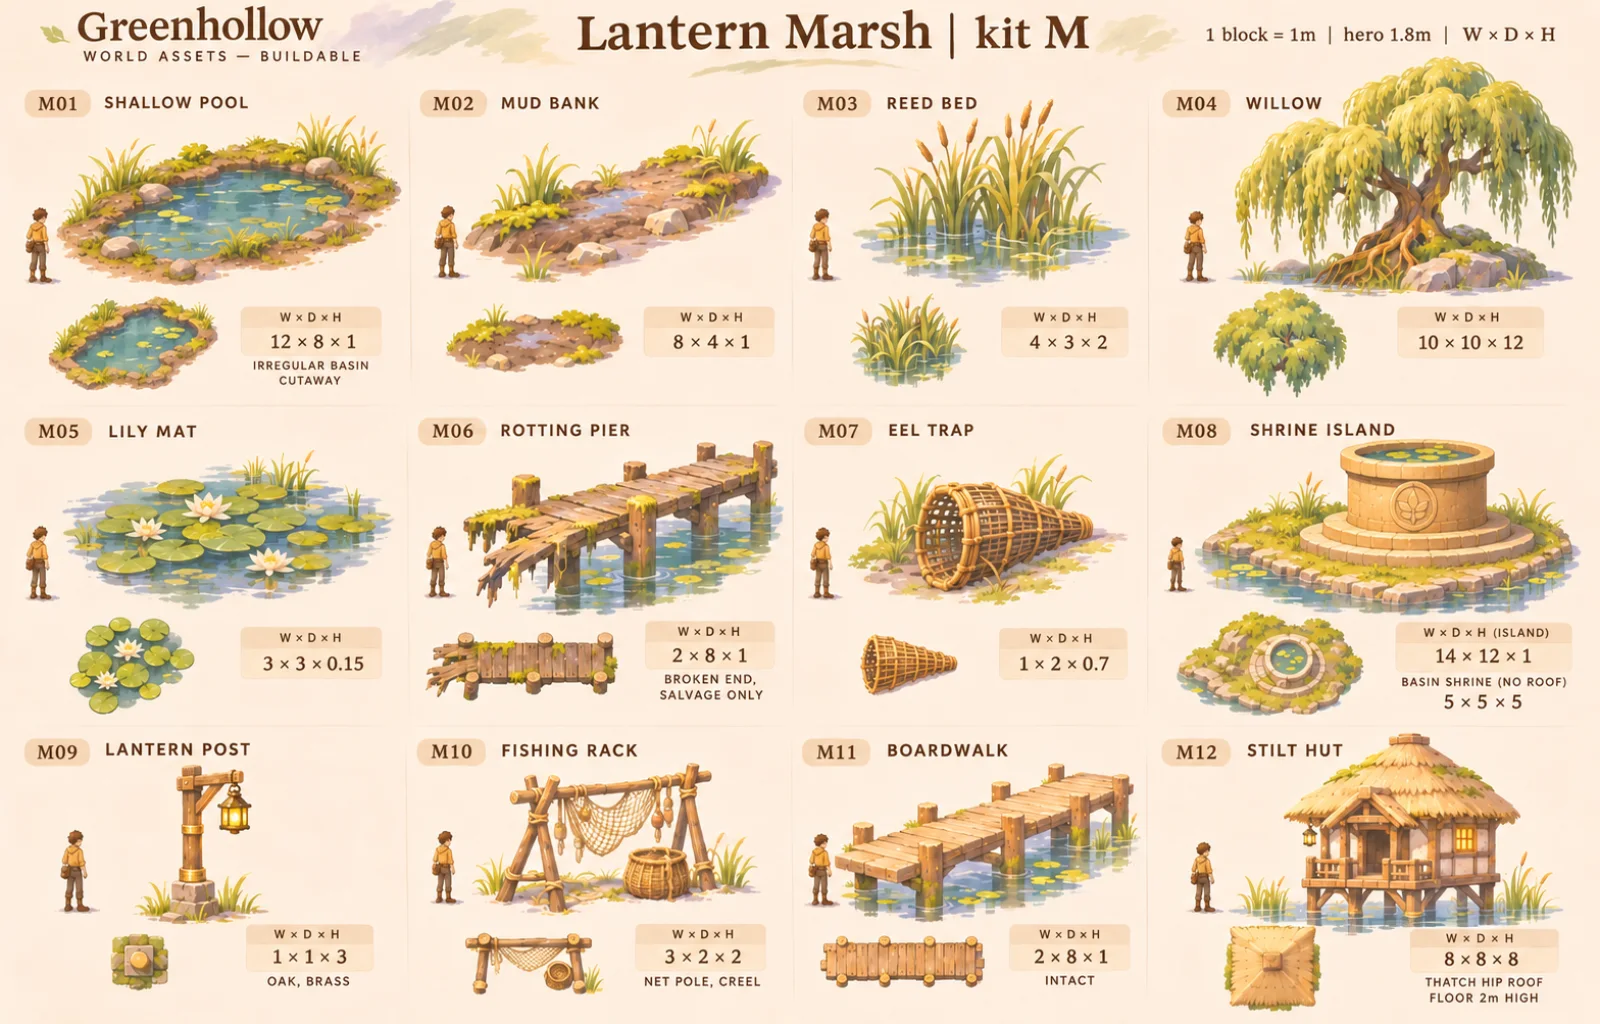 Greenhollow
WORLD ASSETS — BUILDABLE
Lantern Marsh | kit M
1 block = 1m | hero 1.8m | W × D × H
M01 SHALLOW POOL
W × D × H
12 × 8 × 1
IRREGULAR BASIN
CUTAWAY
M02 MUD BANK
W × D × H
8 × 4 × 1
M03 REED BED
W × D × H
4 × 3 × 2
M04 WILLOW
W × D × H
10 × 10 × 12
M05 LILY MAT
W × D × H
3 × 3 × 0.15
M06 ROTTING PIER
W × D × H
2 × 8 × 1
BROKEN END,
SALVAGE ONLY
M07 EEL TRAP
W × D × H
1 × 2 × 0.7
M08 SHRINE ISLAND
W × D × H (ISLAND)
14 × 12 × 1
BASIN SHRINE (NO ROOF)
5 × 5 × 5
M09 LANTERN POST
W × D × H
1 × 1 × 3
OAK, BRASS
M10 FISHING RACK
W × D × H
3 × 2 × 2
NET POLE, CREEL
M11 BOARDWALK
W × D × H
2 × 8 × 1
INTACT
M12 STILT HUT
W × D × H
8 × 8 × 8
THATCH HIP ROOF
FLOOR 2m HIGH